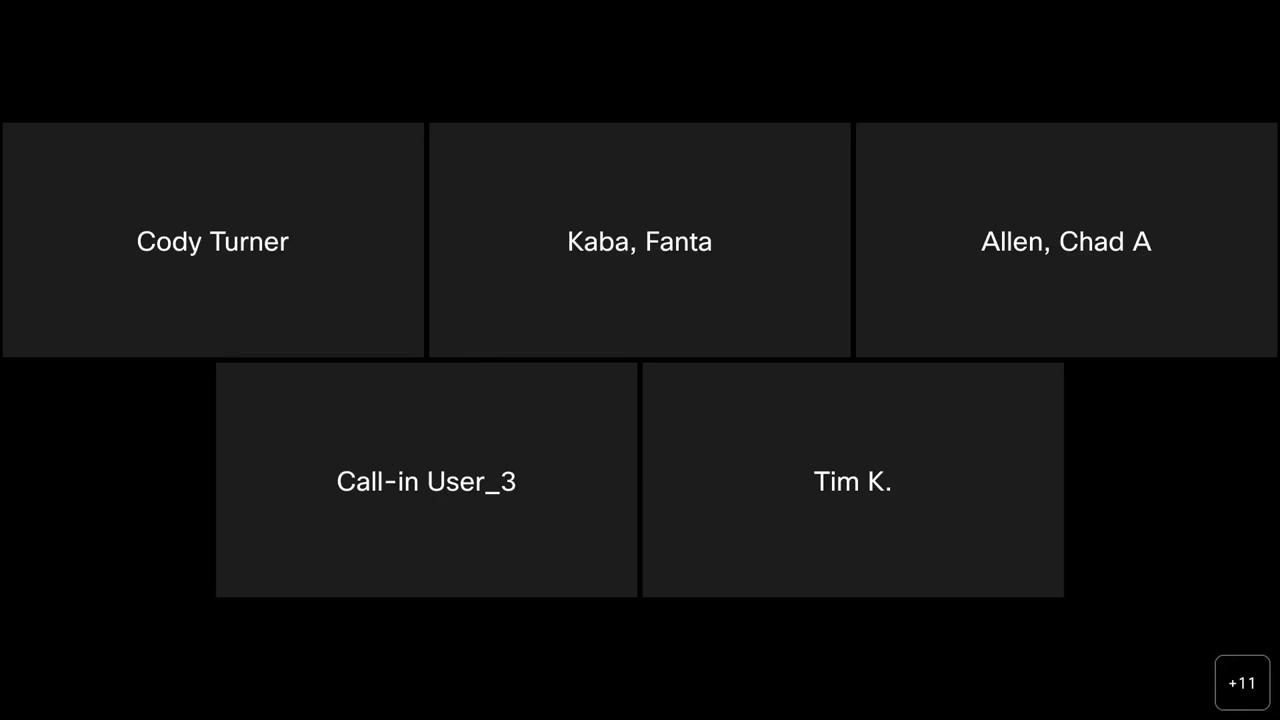 Cody Turner
Kaba, Fanta
Allen, Chad A
Call-in User_3
Tim K.
+11